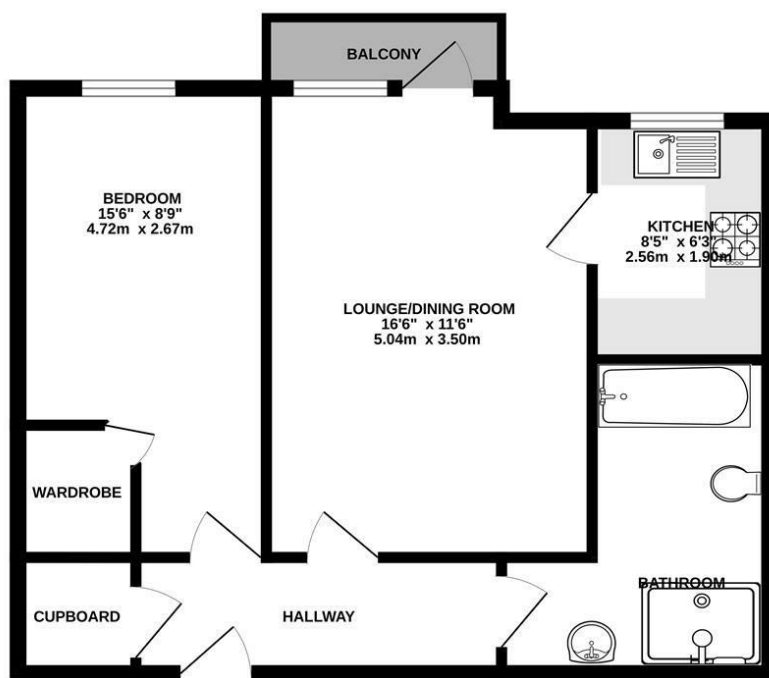 BALCONY
BEDROOM
15'6" x 8'9"
4.72m x 2.67m
KITCHEN
8'5" x 6'3"
2.56m x 1.90m
LOUNGE/DINING ROOM
16'6" x 11'6"
5.04m x 3.50m
WARDROBE
BATHROOM
CUPBOARD
HALLWAY